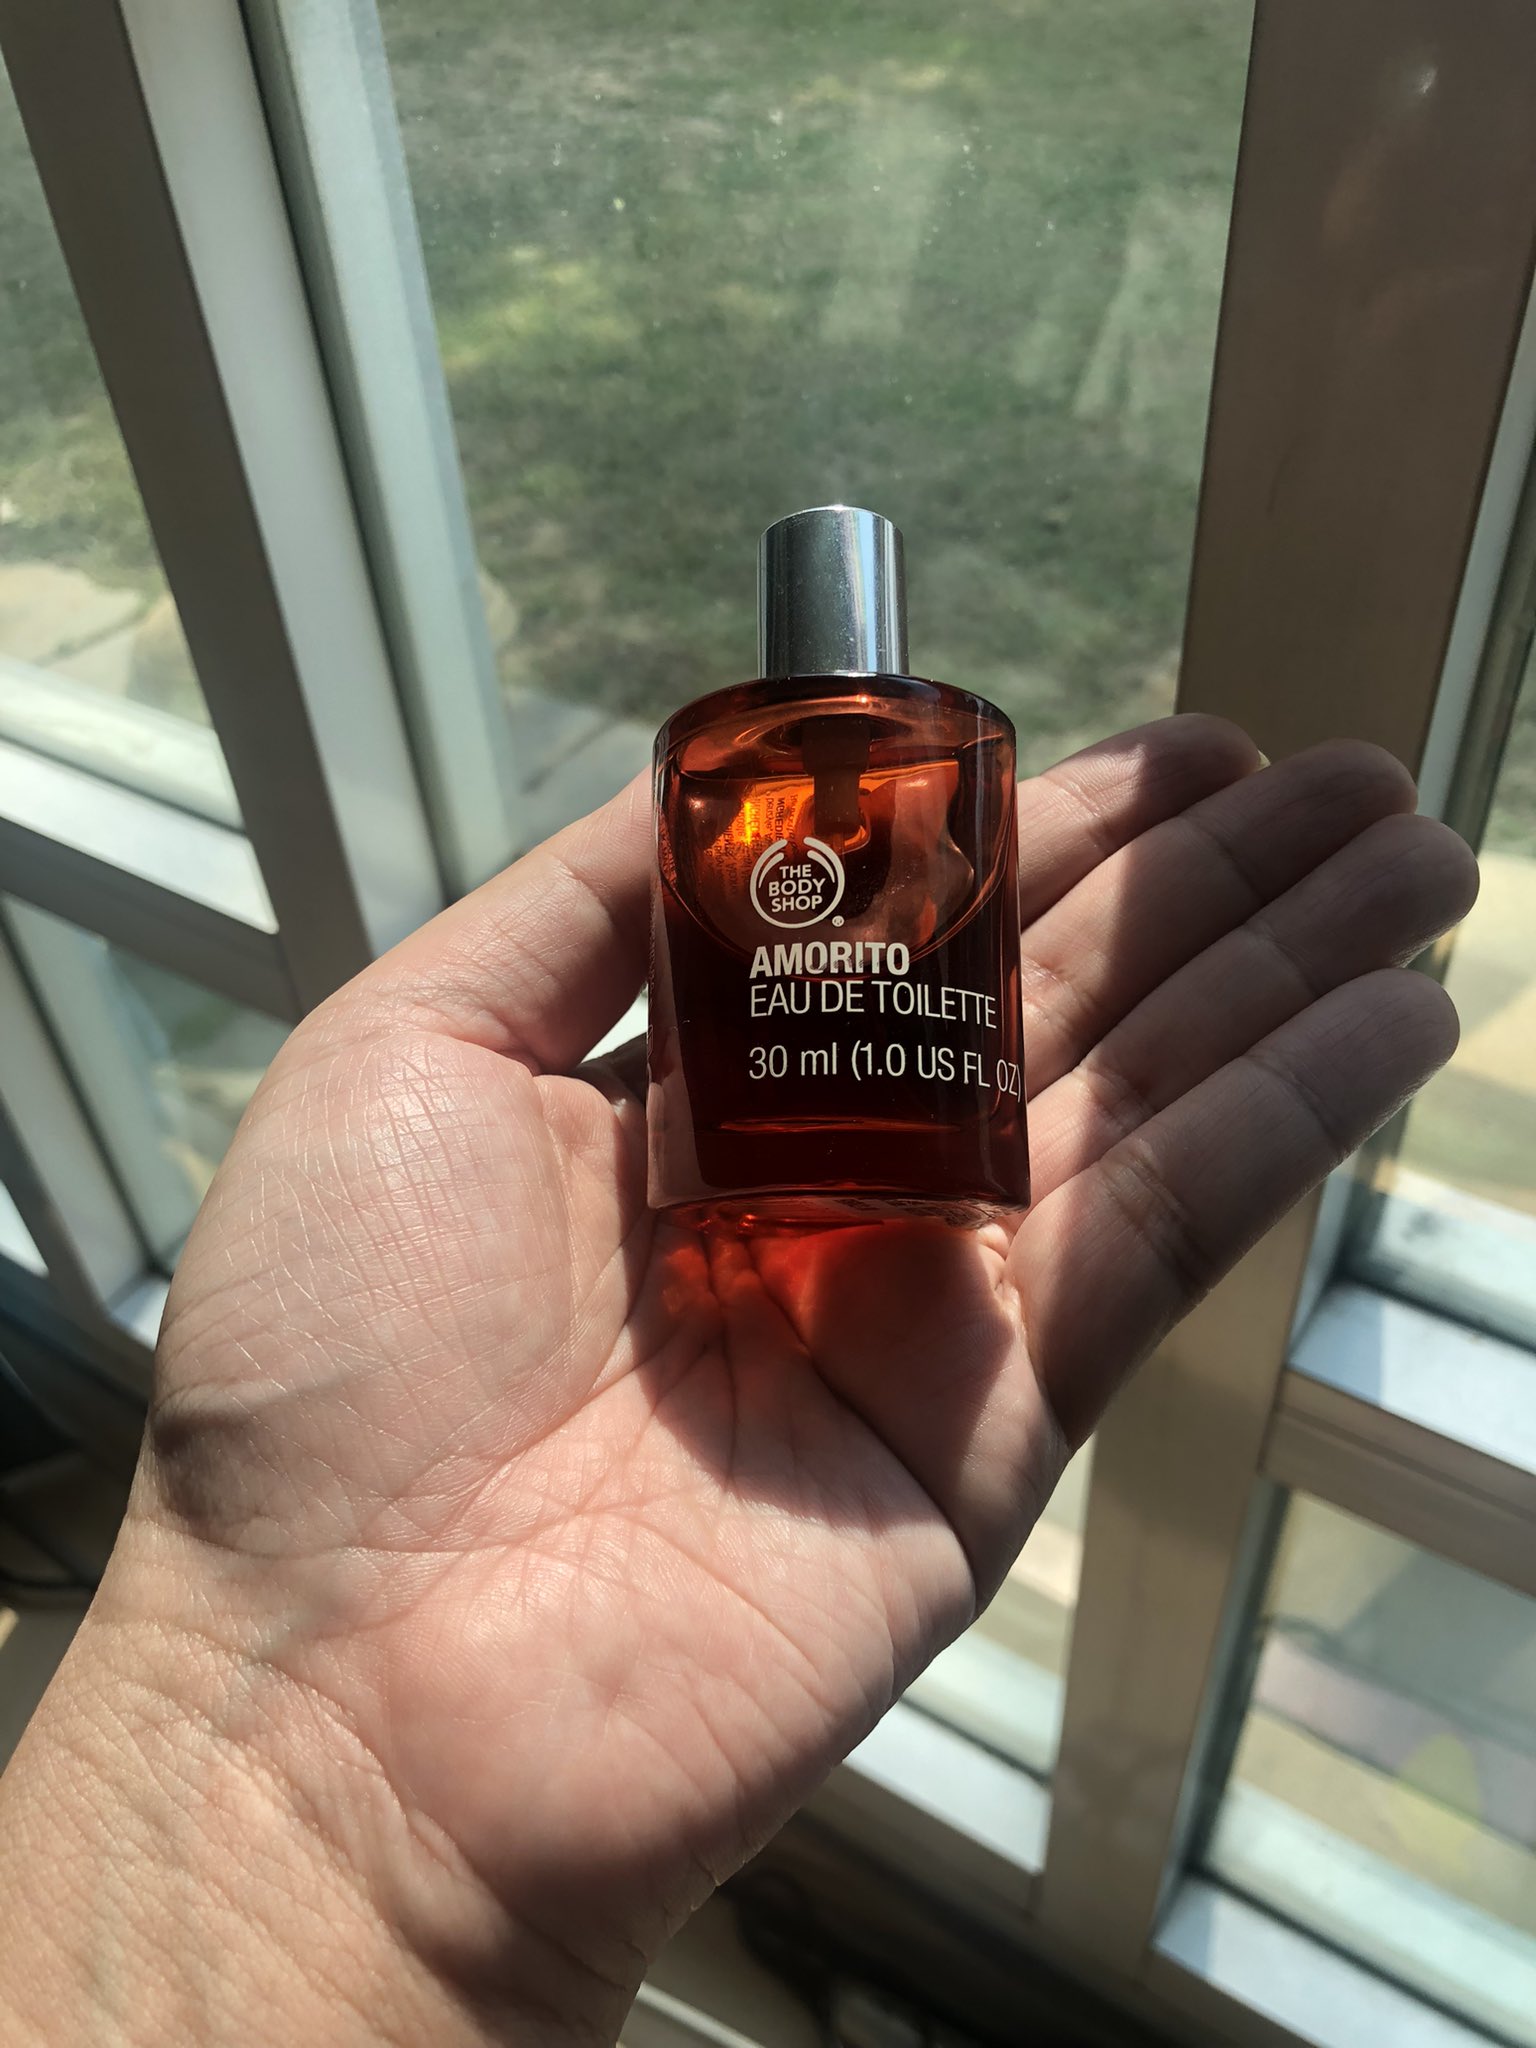 THE
BODY
SHOP
®
AMORITO
EAU DE TOILETTE
30 ml (1.0 US FL OZ)